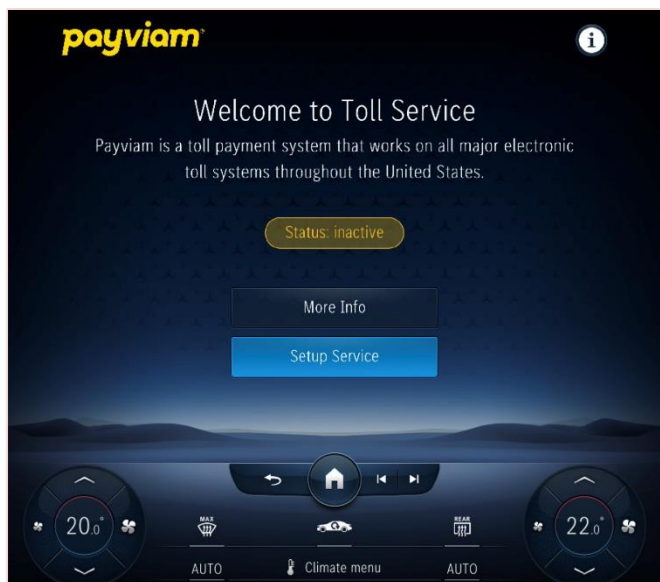 payviam
i
Welcome to Toll Service
Payviam is a toll payment system that works on all major electronic
toll systems throughout the United States.
Status: inactive
More Info
Setup Service
20.0°
MAX
REAR
22.0°
AUTO
Climate menu
AUTO